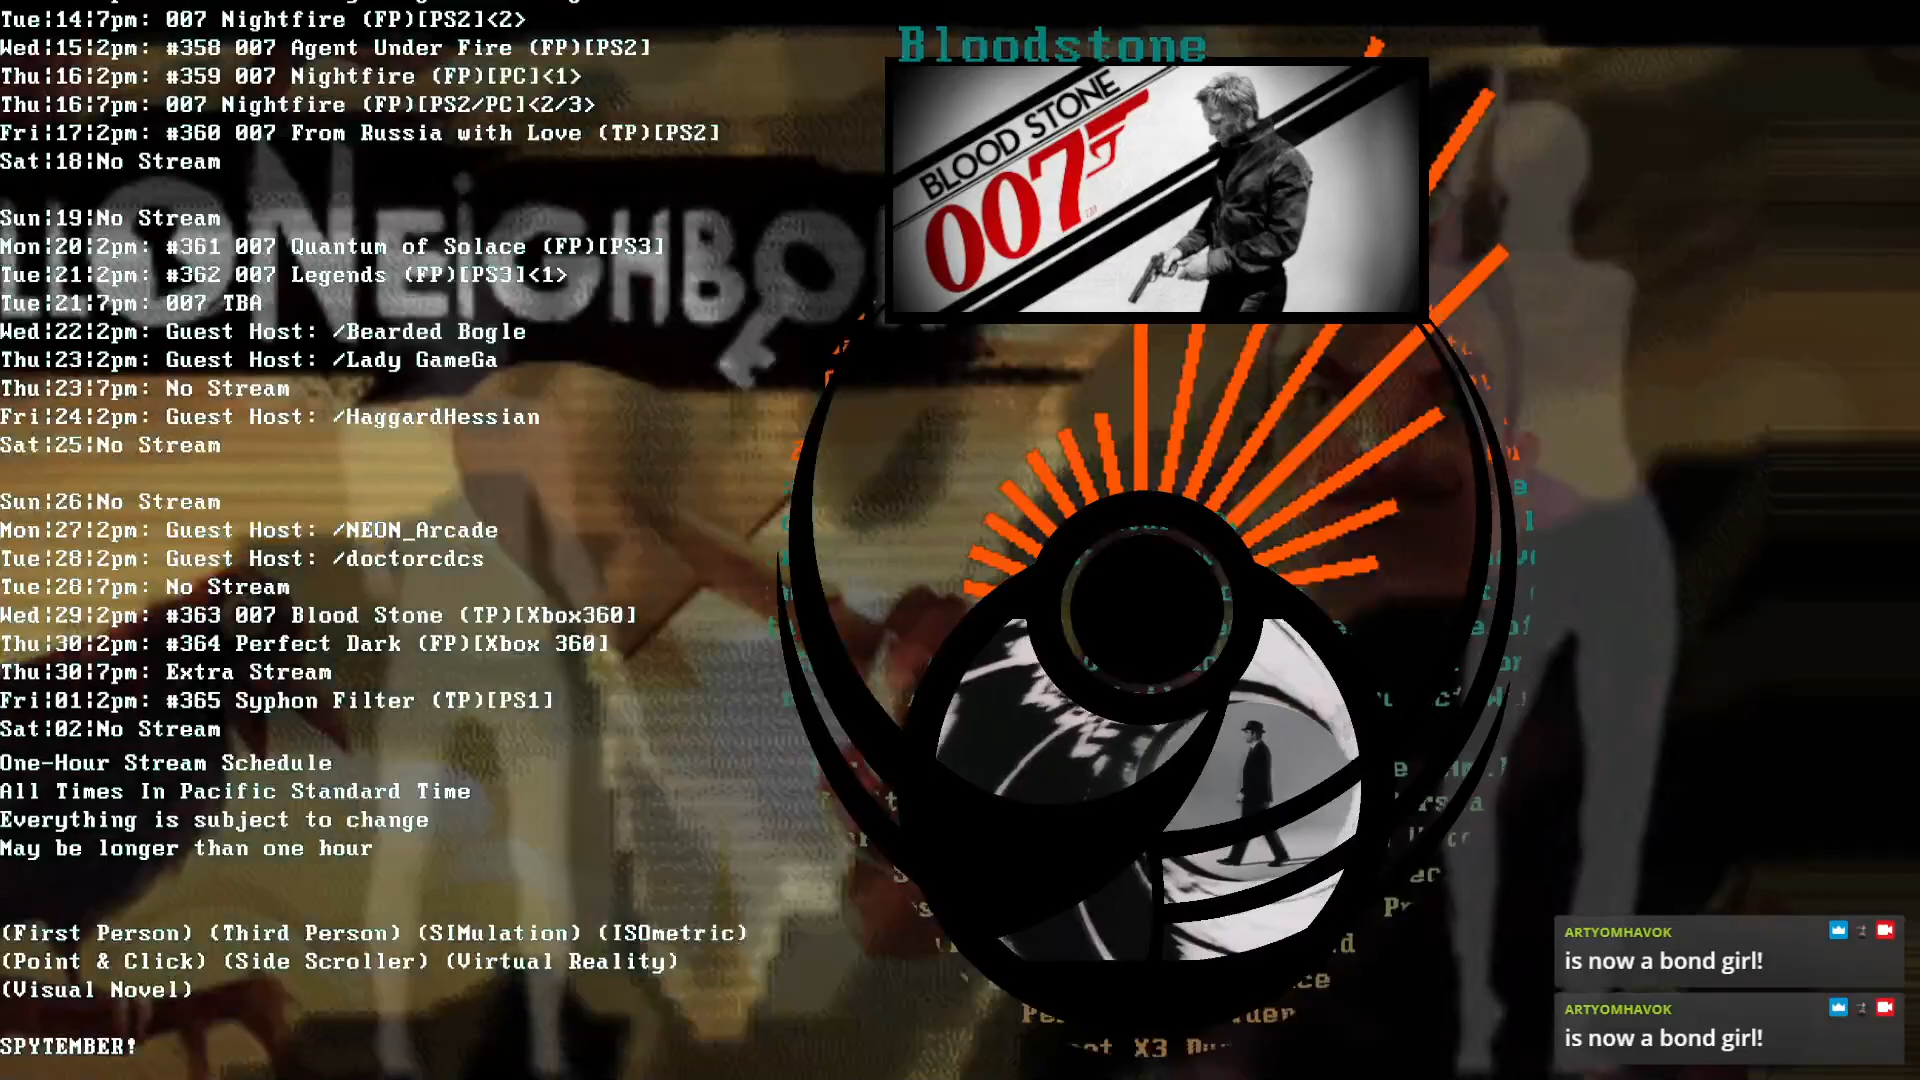 Tue|14|7pm: 007 Nightfire (FP)[PS2]<2>
Wed|15|2pm: #358 007 Agent Under Fire (FP)[PS2]
Thu|16|2pm: #359 007 Nightfire (FP)[PC]<1>
Thu|16|7pm: 007 Nightfire (FP)[PS2/PC]<2/3>
Fri|17|2pm: #360 007 From Russia with Love (TP)[PS2]
Sat|18|No Stream
Sun|19|No Stream
Mon|20|2pm: #361 007 Quantum of Solace (FP)[PS3]
Tue|21|2pm: #362 007 Legends (FP)[PS3]<1>
Tue|21|7pm: 007 TBA
Wed|22|2pm: Guest Host: /Bearded Bogle
Thu|23|2pm: Guest Host: /Lady GameGa
Thu|23|7pm: No Stream
Fri|24|2pm: Guest Host: /HaggardHessian
Sat|25|No Stream
Sun|26|No Stream
Mon|27|2pm: Guest Host: /NEON_Arcade
Tue|28|2pm: Guest Host: /doctorcdcs
Tue|28|7pm: No Stream
Wed|29|2pm: #363 007 Blood Stone (TP)[Xbox360]
Thu|30|2pm: #364 Perfect Dark (FP)[Xbox 360]
Thu|30|7pm: Extra Stream
Fri|01|2pm: #365 Syphon Filter (TP)[PS1]
Sat|02|No Stream
One-Hour Stream Schedule
All Times In Pacific Standard Time
Everything is subject to change
May be longer than one hour
(First Person) (Third Person) (SIMulation) (ISOmetric)
(Point & Click) (Side Scroller) (Virtual Reality)
(Visual Novel)
SPYTEMBER!
Bloodstone
BLOOD STONE
007
ARTYOMHAVOK
is now a bond girl!
ARTYOMHAVOK
is now a bond girl!